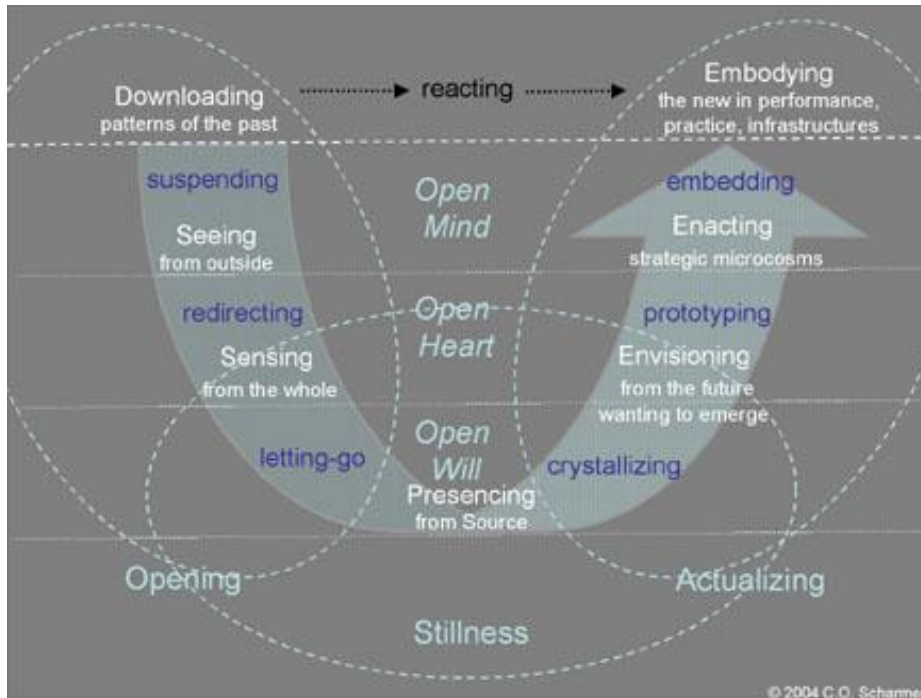 Downloading
patterns of the past
reacting
Embodying
the new in performance,
practice, infrastructures
suspending
Open
Mind
embedding
Seeing
from outside
Enacting
strategic microcosms
redirecting
Open
Heart
prototyping
Sensing
from the whole
Envisioning
from the future
wanting to emerge
letting-go
Open
Will
crystallizing
Presencing
from Source
Opening
Actualizing
Stillness
© 2004 C.O. Scharmer